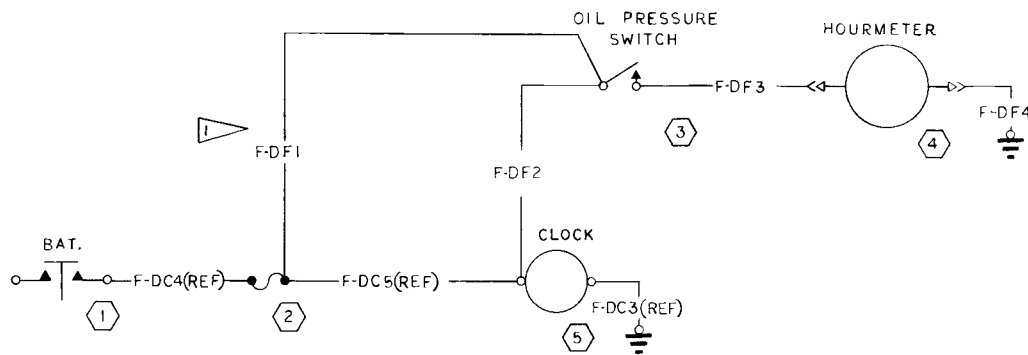 OIL PRESSURE
SWITCH
HOURMETER
F-DF3
F-DF4
1
3
4
F-DF1
F-DF2
BAT.
CLOCK
F-DC4(REF)
F-DC5(REF)
F-DC3(REF)
1
2
5